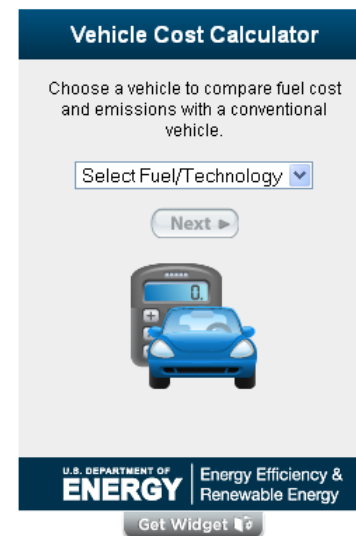 Vehicle Cost Calculator
Choose a vehicle to compare fuel cost
and emissions with a conventional
vehicle.
Select Fuel/Technology
Next
0.
U.S. DEPARTMENT OF
ENERGY
Energy Efficiency &
Renewable Energy
Get Widget